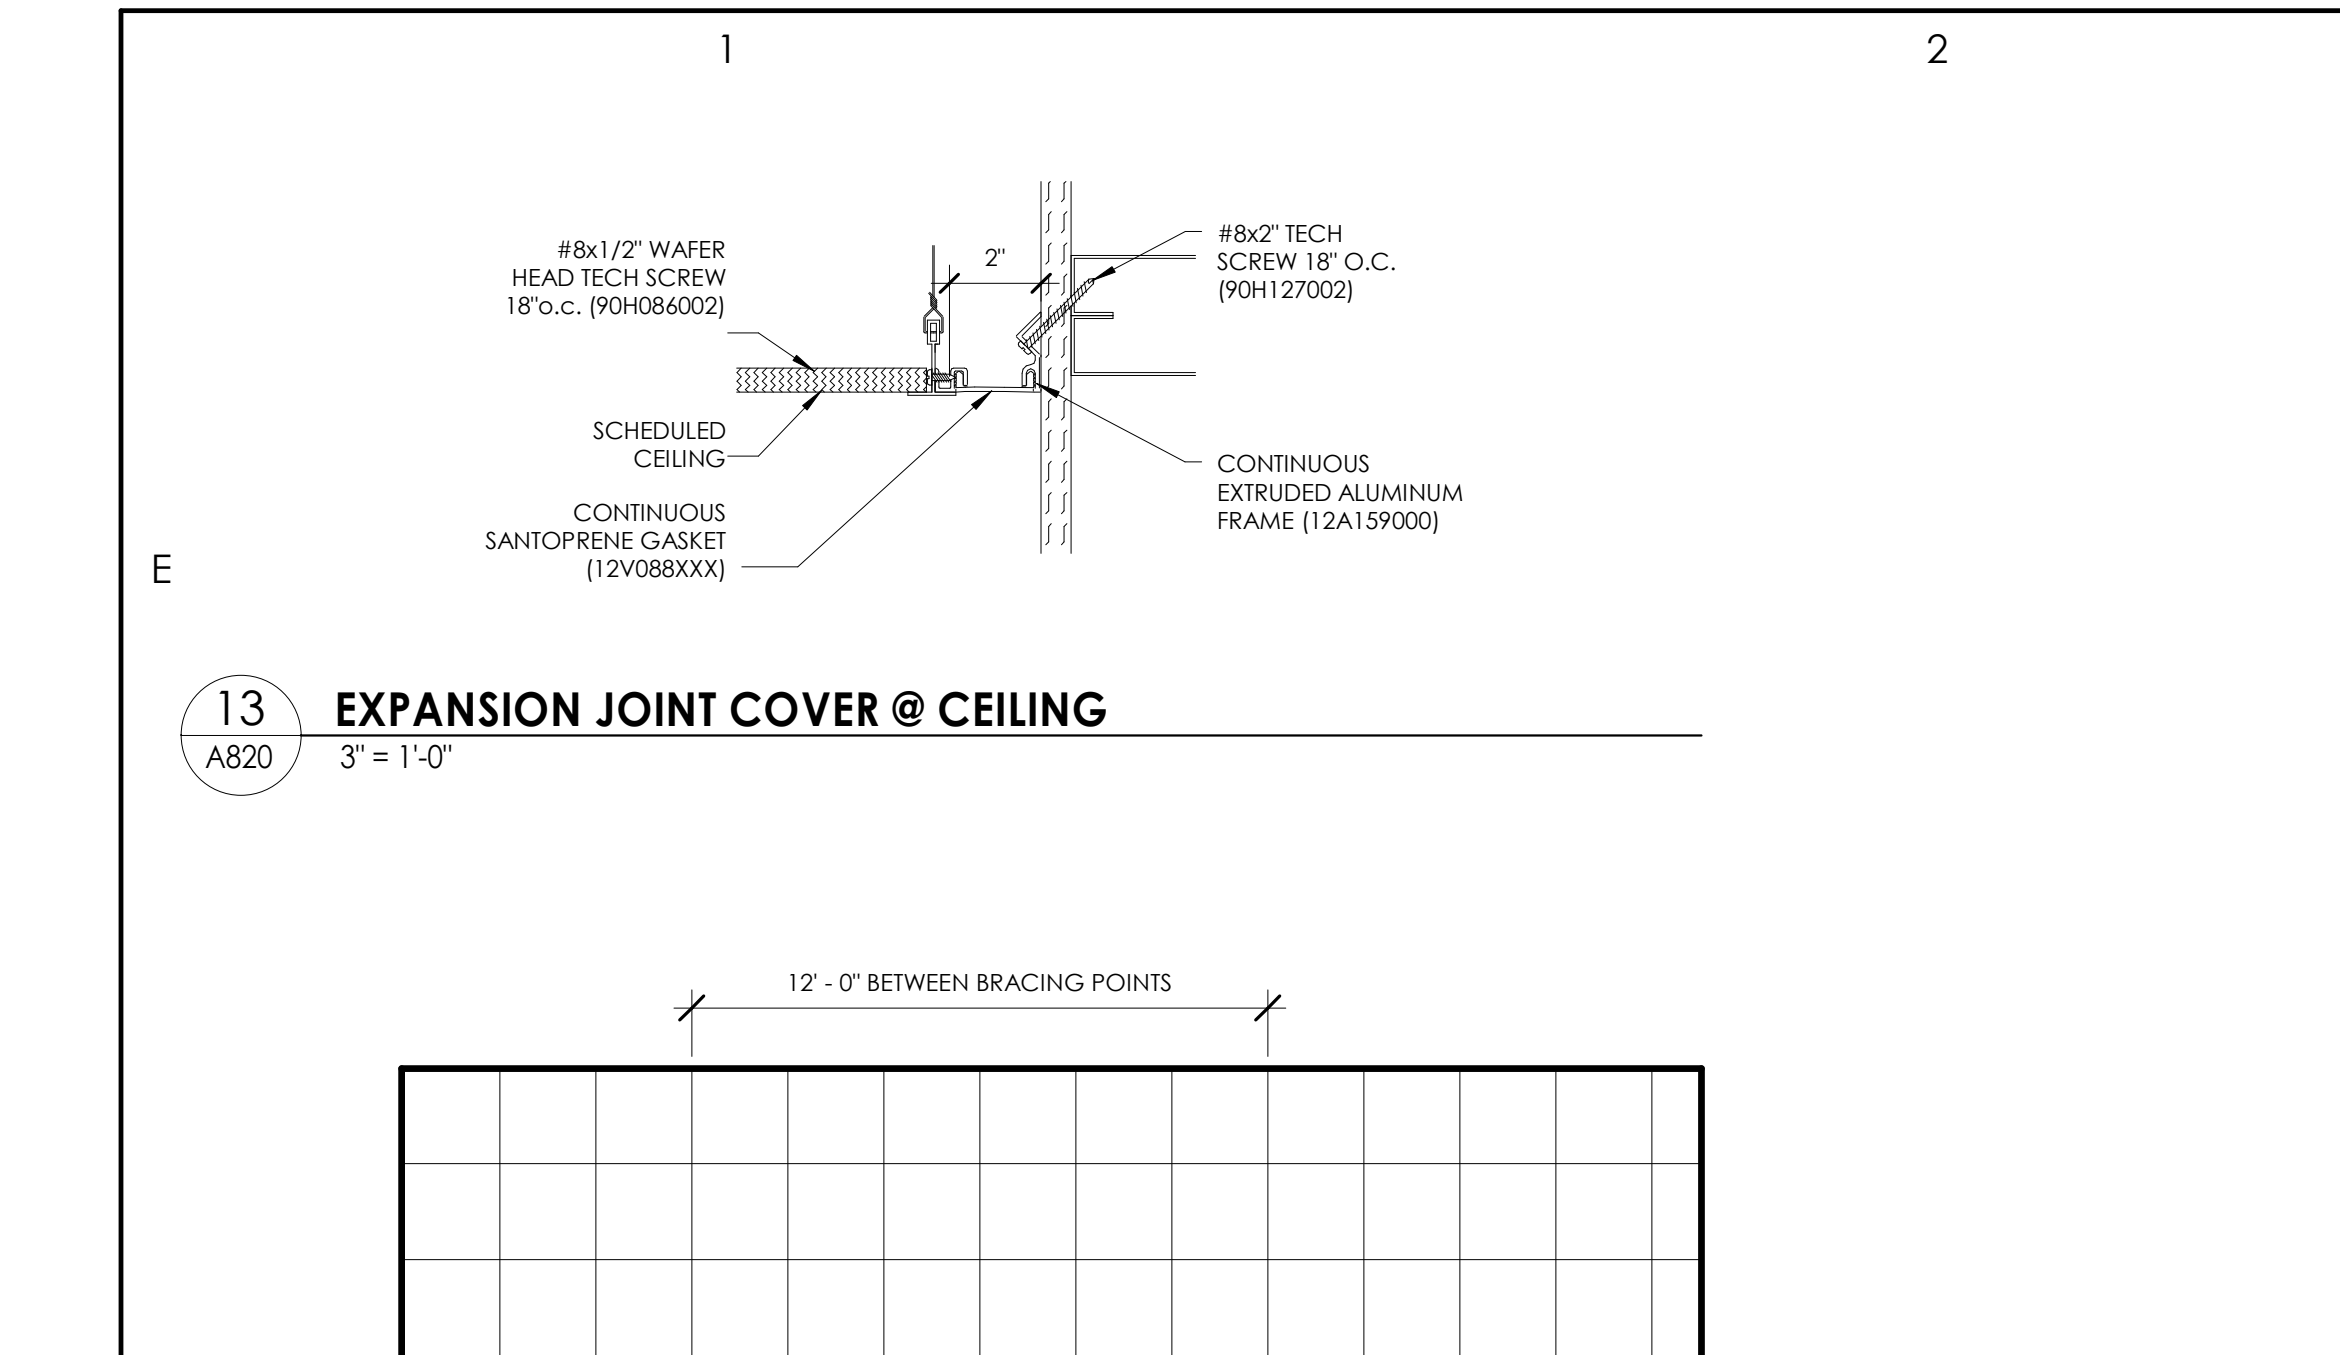 1
2
#8x1/2" WAFER
HEAD TECH SCREW
18"o.c. (90H086002)
2"
#8x2" TECH
SCREW 18" O.C.
(90H127002)
SCHEDULED
CEILING
CONTINUOUS
EXTRUDED ALUMINUM
FRAME (12A159000)
CONTINUOUS
SANTOPRENE GASKET
(12V088XXX)
E
13
EXPANSION JOINT COVER @ CEILING
A820
3" = 1'-0"
12' - 0" BETWEEN BRACING POINTS